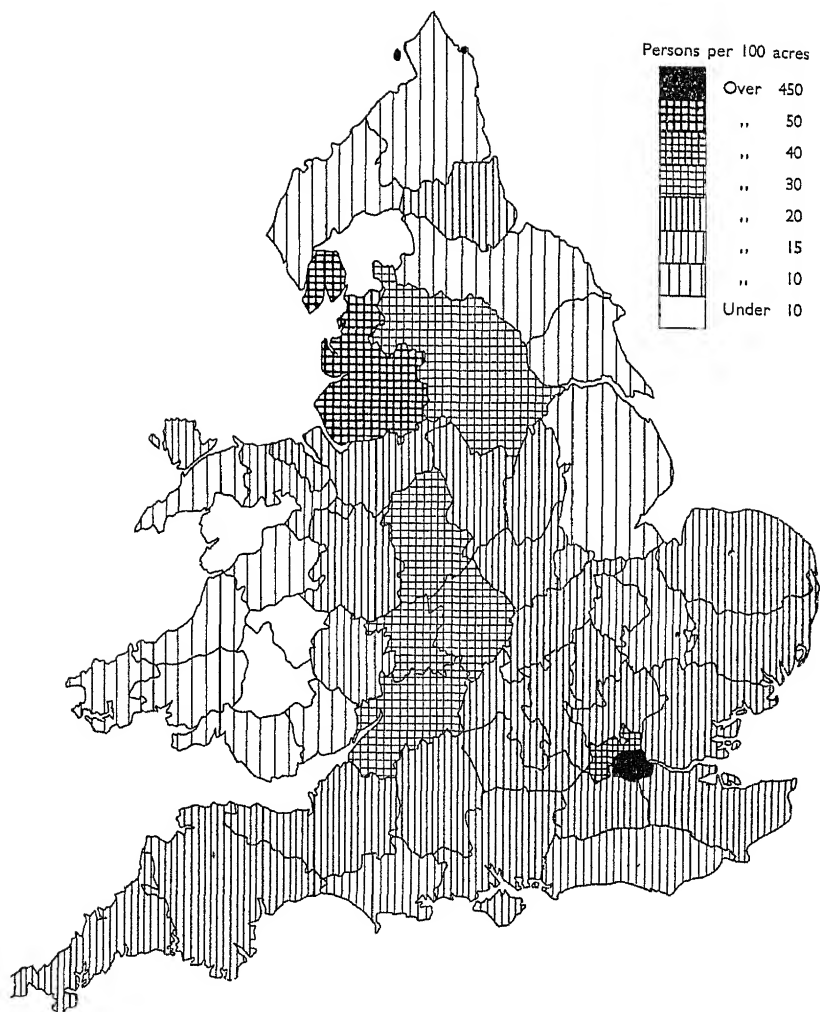 Persons per 100 acres
Over 450
,, 50
,, 40
,, 30
,, 20
,, 15
,, 10
Under 10